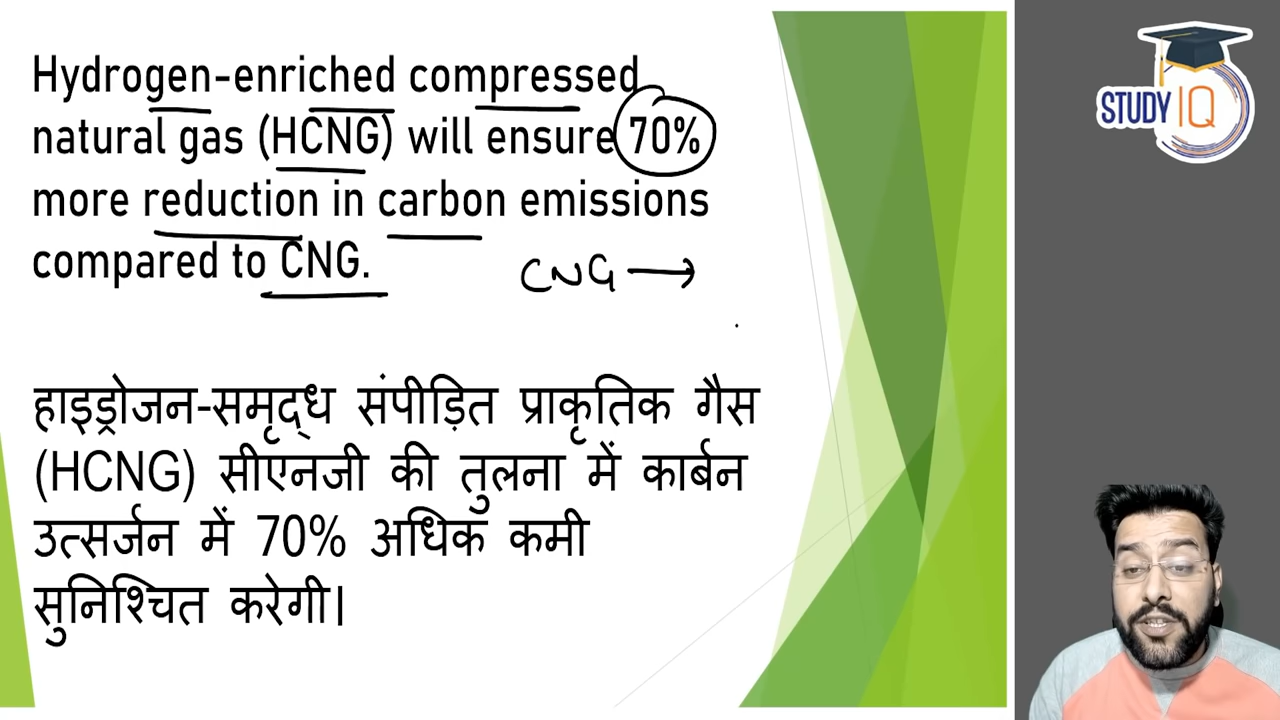 Hydrogen-enriched compressed
natural gas (HCNG) will ensure 70%
more reduction in carbon emissions
compared to CNG.
CNG →
हाइड्रोजन-समृद्ध संपीड़ित प्राकृतिक गैस
(HCNG) सीएनजी की तुलना में कार्बन
उत्सर्जन में 70% अधिक कमी
सुनिश्चित करेगी।
STUDY IQ